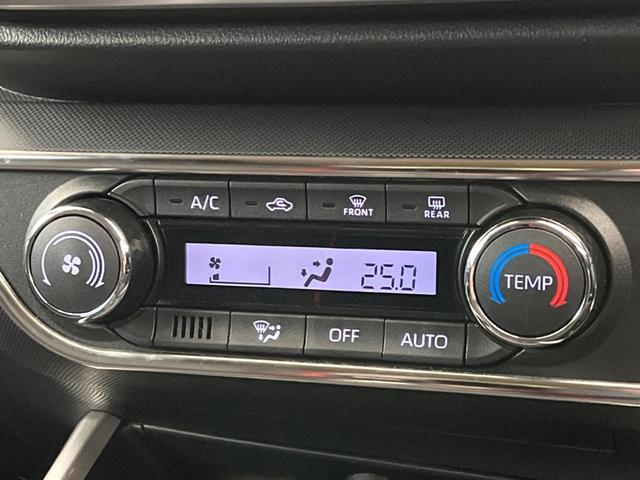 A/C
FRONT
REAR
25.0
TEMP
OFF
AUTO